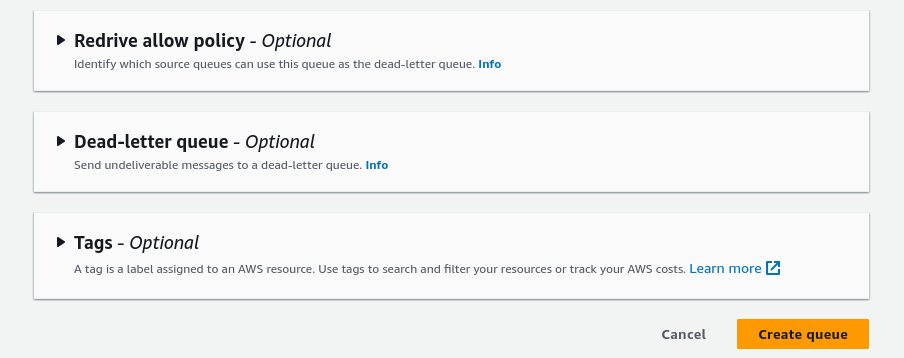 Redrive allow policy - Optional
Identify which source queues can use this queue as the dead-letter queue. Info
Dead-letter queue - Optional
Send undeliverable messages to a dead-letter queue. Info
Tags - Optional
A tag is a label assigned to an AWS resource. Use tags to search and filter your resources or track your AWS costs. Learn more
Cancel Create queue